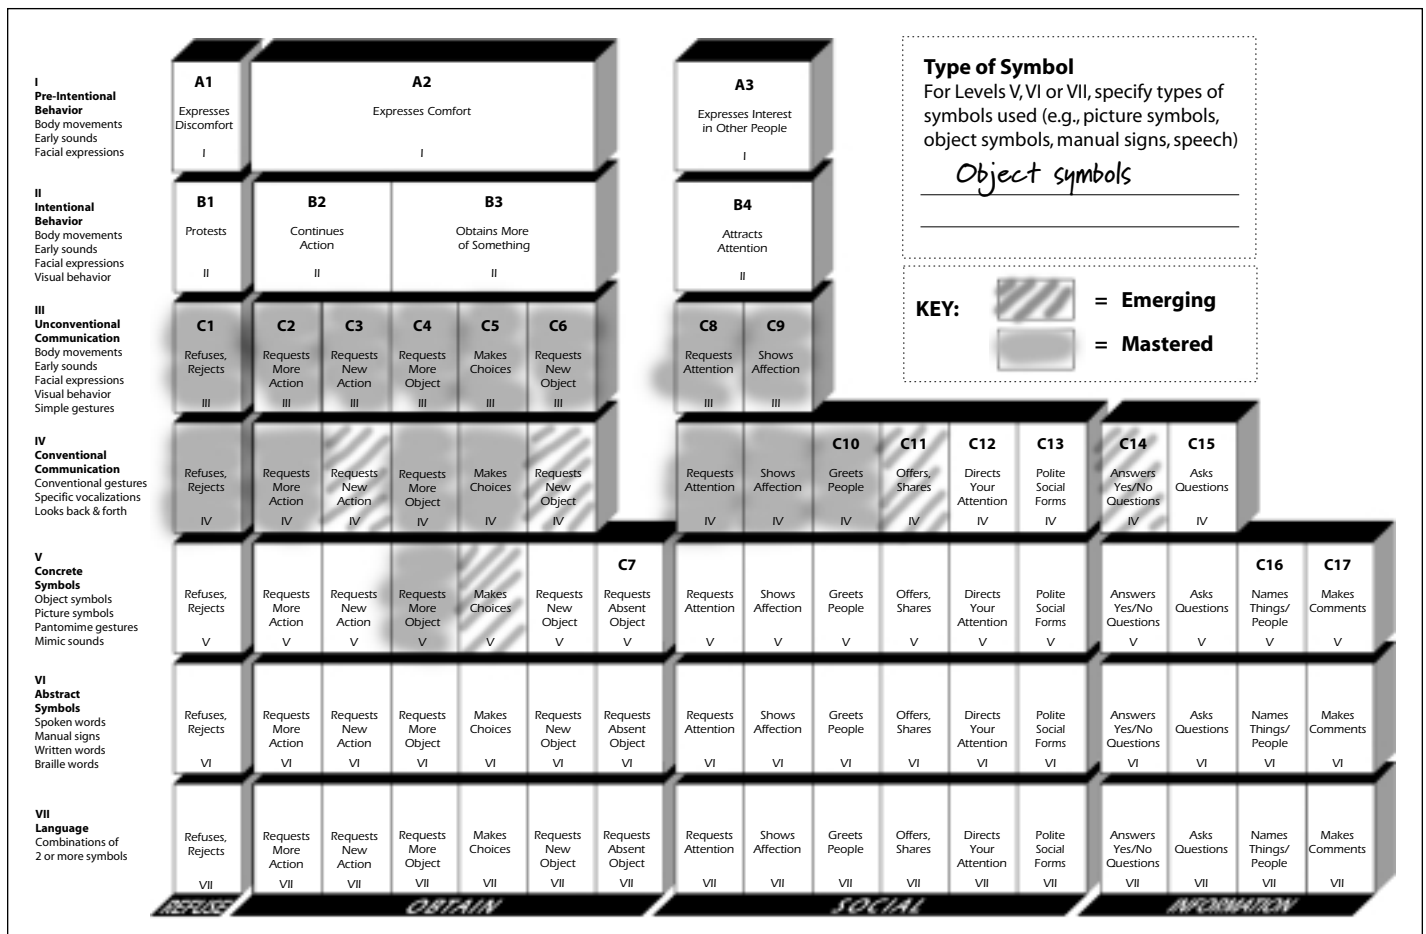 I
Pre-Intentional
Behavior
Body movements
Early sounds
Facial expressions
A1
Expresses
Discomfort
I
A2
Expresses Comfort
I
A3
Expresses Interest
in Other People
I
Type of Symbol
For Levels V, VI or VII, specify types of
symbols used (e.g., picture symbols,
object symbols, manual signs, speech)
Object symbols
II
Intentional
Behavior
Body movements
Early sounds
Facial expressions
Visual behavior
B1
Protests
II
B2
Continues
Action
II
B3
Obtains More
of Something
II
B4
Attracts
Attention
II
KEY:
= Emerging
= Mastered
III
Unconventional
Communication
Body movements
Early sounds
Facial expressions
Visual behavior
Simple gestures
C1
Refuses,
Rejects
III
C2
Requests
More
Action
III
C3
Requests
New
Action
III
C4
Requests
More
Object
III
C5
Makes
Choices
III
C6
Requests
New
Object
III
C8
Requests
Attention
III
C9
Shows
Affection
III
IV
Conventional
Communication
Conventional gestures
Specific vocalizations
Looks back & forth
Refuses,
Rejects
IV
Requests
More
Action
IV
Requests
New
Action
IV
Requests
More
Object
IV
Makes
Choices
IV
Requests
New
Object
IV
Requests
Attention
IV
Shows
Affection
IV
C10
Greets
People
IV
C11
Offers,
Shares
IV
C12
Directs
Your
Attention
IV
C13
Polite
Social
Forms
IV
C14
Answers
Yes/No
Questions
IV
C15
Asks
Questions
IV
V
Concrete
Symbols
Object symbols
Picture symbols
Pantomime gestures
Mimic sounds
Refuses,
Rejects
V
Requests
More
Action
V
Requests
New
Action
V
Requests
More
Object
V
Makes
Choices
V
Requests
New
Object
V
C7
Requests
Absent
Object
V
Requests
Attention
V
Shows
Affection
V
Greets
People
V
Offers,
Shares
V
Directs
Your
Attention
V
Polite
Social
Forms
V
Answers
Yes/No
Questions
V
Asks
Questions
V
C16
Names
Things/
People
V
C17
Makes
Comments
V
VI
Abstract
Symbols
Spoken words
Manual signs
Written words
Braille words
Refuses,
Rejects
VI
Requests
More
Action
VI
Requests
New
Action
VI
Requests
More
Object
VI
Makes
Choices
VI
Requests
New
Object
VI
Requests
Absent
Object
VI
Requests
Attention
VI
Shows
Affection
VI
Greets
People
VI
Offers,
Shares
VI
Directs
Your
Attention
VI
Polite
Social
Forms
VI
Answers
Yes/No
Questions
VI
Asks
Questions
VI
Names
Things/
People
VI
Makes
Comments
VI
VII
Language
Combinations of
2 or more symbols
Refuses,
Rejects
VII
Requests
More
Action
VII
Requests
New
Action
VII
Requests
More
Object
VII
Makes
Choices
VII
Requests
New
Object
VII
Requests
Absent
Object
VII
Requests
Attention
VII
Shows
Affection
VII
Greets
People
VII
Offers,
Shares
VII
Directs
Your
Attention
VII
Polite
Social
Forms
VII
Answers
Yes/No
Questions
VII
Asks
Questions
VII
Names
Things/
People
VII
Makes
Comments
VII
REFUSE
OBTAIN
SOCIAL
INFORMATION